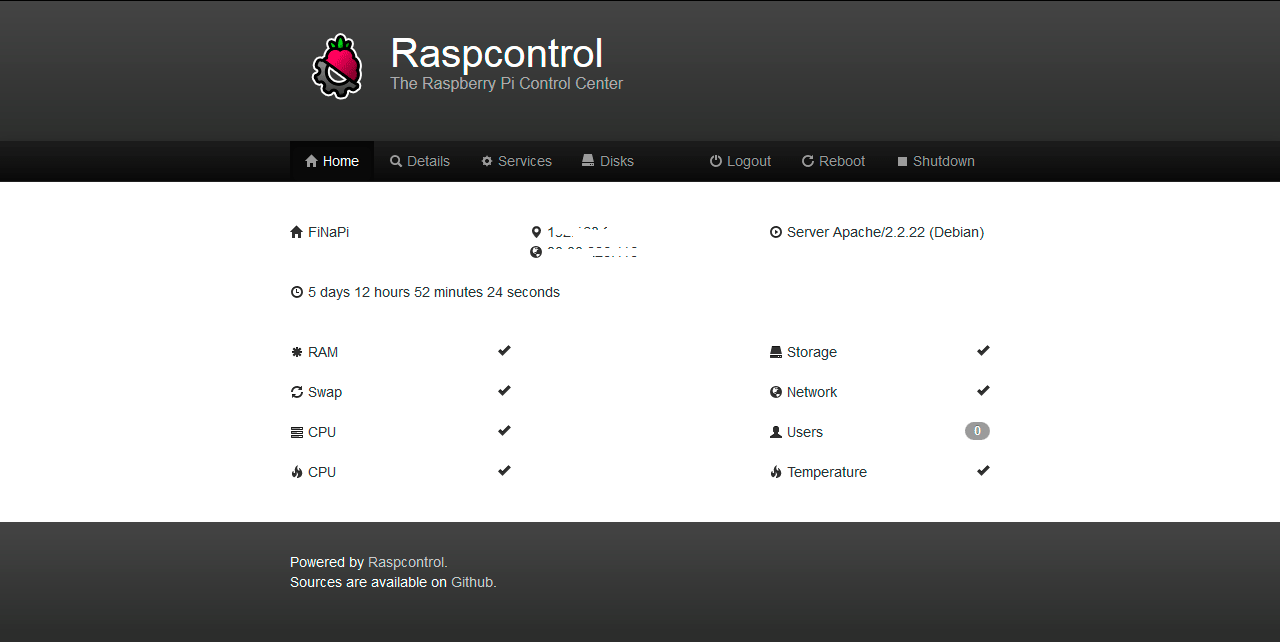 Raspcontrol
The Raspberry Pi Control Center
Home Details Services Disks Logout Reboot Shutdown
FiNaPi Server Apache/2.2.22 (Debian)
5 days 12 hours 52 minutes 24 seconds
RAM Storage
Swap Network
CPU Users 0
CPU Temperature
Powered by Raspcontrol.
Sources are available on Github.